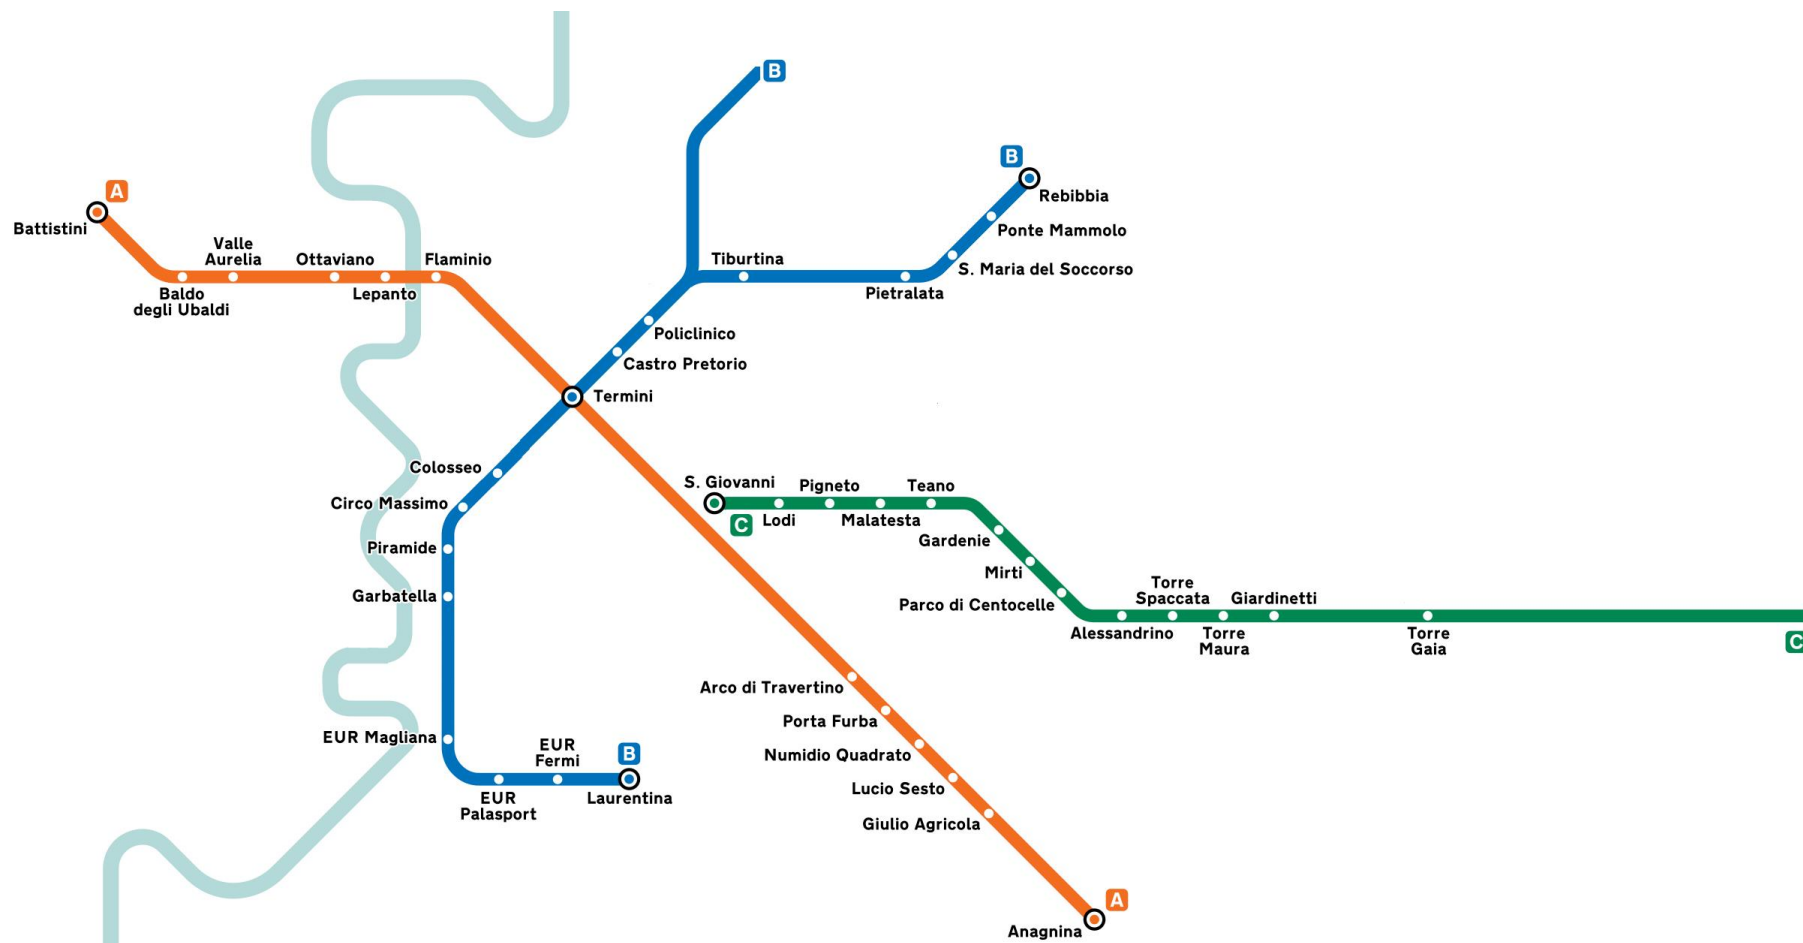 B
B
Rebibbia
A
Battistini
Ponte Mammolo
Valle
Aurelia
Ottaviano
Flaminio
Tiburtina
S. Maria del Soccorso
Baldo
degli Ubaldi
Lepanto
Pietralata
Policlinico
Castro Pretorio
Termini
Colosseo
Circo Massimo
S. Giovanni
Pigneto
Teano
C
Lodi
Malatesta
Gardenie
Piramide
Mirti
Garbatella
Parco di Centocelle
Torre
Spaccata
Giardinetti
Alessandrino
Torre
Maura
Torre
Gaia
C
Arco di Travertino
Porta Furba
EUR Magliana
EUR
Fermi
B
Numidio Quadrato
EUR
Palasport
Laurentina
Lucio Sesto
Giulio Agricola
A
Anagnina